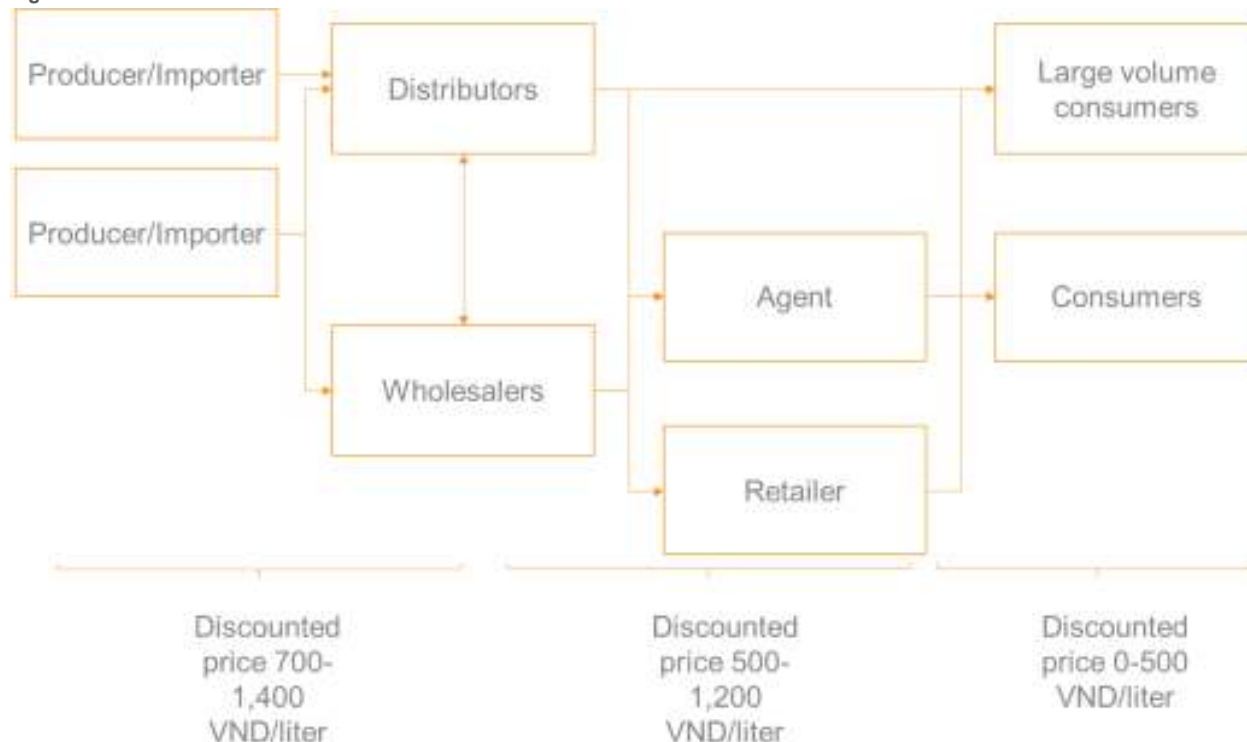 Producer/Importer
Distributors
Large volume
consumers
Producer/Importer
Agent
Consumers
Wholesalers
Retailer
Discounted
price 700-
1,400
VND/liter
Discounted
price 500-
1,200
VND/liter
Discounted
price 0-500
VND/liter